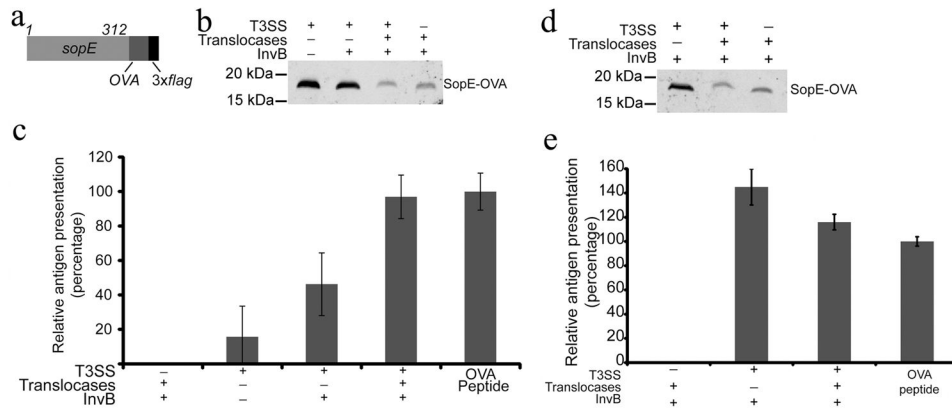 a
1 312
sopE
OVA 3xflag
b
T3SS + + + –
Translocases – – + +
InvB – + + +
20 kDa
15 kDa
SopE-OVA
d
T3SS + + –
Translocases – + +
InvB + + +
20 kDa
15 kDa
SopE-OVA
c
Relative antigen presentation
(percentage)
120
100
80
60
40
20
0
T3SS – + + +
Translocases + – – +
InvB + – + +
OVA
Peptide
e
Relative antigen presentation
(percentage)
160
140
120
100
80
60
40
20
0
T3SS – + +
Translocases + – +
InvB + + +
OVA
peptide